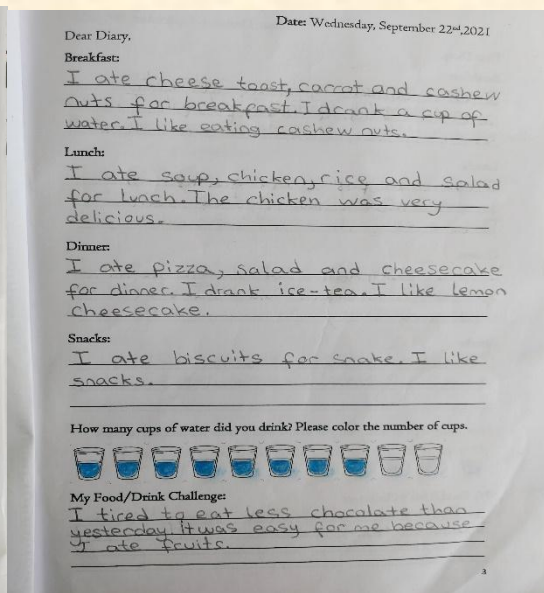 Date: Wednesday, September 22nd,2021
Dear Diary,
Breakfast:
I ate cheese toast, carrot and cashew
nuts for breakfast. I drank a cup of
water. I like eating cashew nuts.
Lunch:
I ate soup, chicken, rice and salad
for lunch. The chicken was very
delicious.
Dinner:
I ate pizza, salad and cheesecake
for dinner. I drank ice-tea. I like lemon
cheesecake.
Snacks:
I ate biscuits for snake. I like
snacks.
How many cups of water did you drink? Please color the number of cups.
My Food/Drink Challenge:
I tired to eat less chocolate than
yesterday. It was easy for me because
I ate fruits.
3